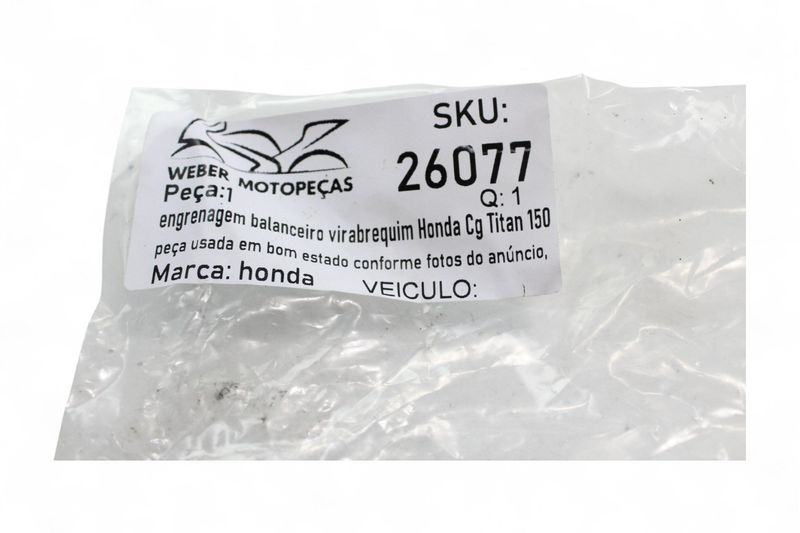 SKU:
WEBER MOTOPEÇAS
26077
Peça:1
Q: 1
engrenagem balanceiro virabrequim Honda Cg Titan 150
peça usada em bom estado conforme fotos do anúncio,
Marca: honda
VEICULO: